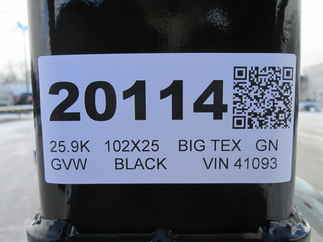 20114
25.9K 102X25 BIG TEX GN
GVW BLACK VIN 41093